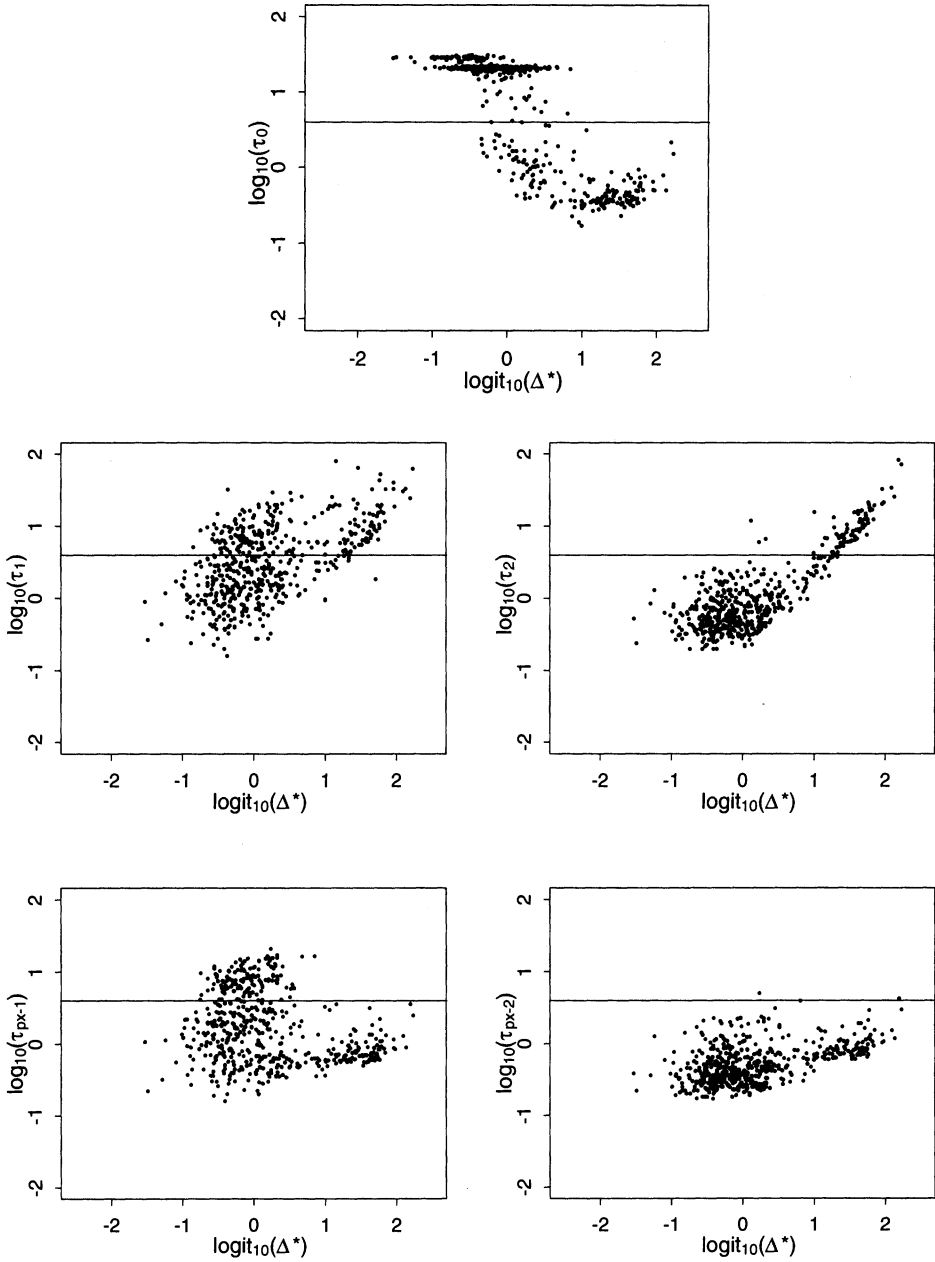 2
1
0
-1
-2
log₁₀(τ₀)
-2 -1 0 1 2
logit₁₀(Δ*)
2
1
0
-1
-2
log₁₀(τ₁)
-2 -1 0 1 2
logit₁₀(Δ*)
2
1
0
-1
-2
log₁₀(τ₂)
-2 -1 0 1 2
logit₁₀(Δ*)
2
1
0
-1
-2
log₁₀(τpx-1)
-2 -1 0 1 2
logit₁₀(Δ*)
2
1
0
-1
-2
log₁₀(τpx-2)
-2 -1 0 1 2
logit₁₀(Δ*)